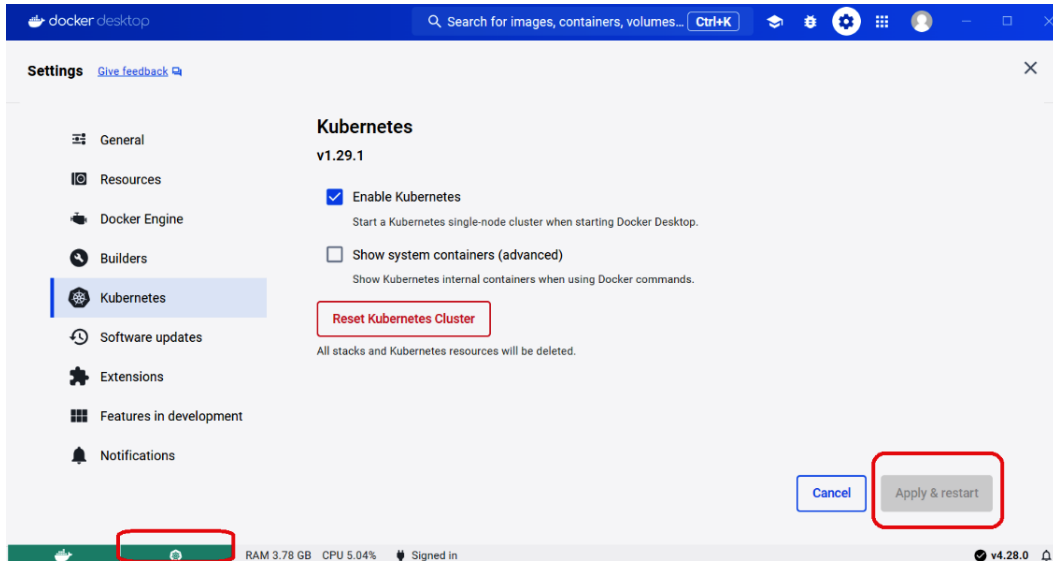 docker desktop
Search for images, containers, volumes... Ctrl+K
Settings Give feedback
General
Resources
Docker Engine
Builders
Kubernetes
Software updates
Extensions
Features in development
Notifications
Kubernetes
v1.29.1
Enable Kubernetes
Start a Kubernetes single-node cluster when starting Docker Desktop.
Show system containers (advanced)
Show Kubernetes internal containers when using Docker commands.
Reset Kubernetes Cluster
All stacks and Kubernetes resources will be deleted.
Cancel Apply & restart
RAM 3.78 GB CPU 5.04% Signed in v4.28.0